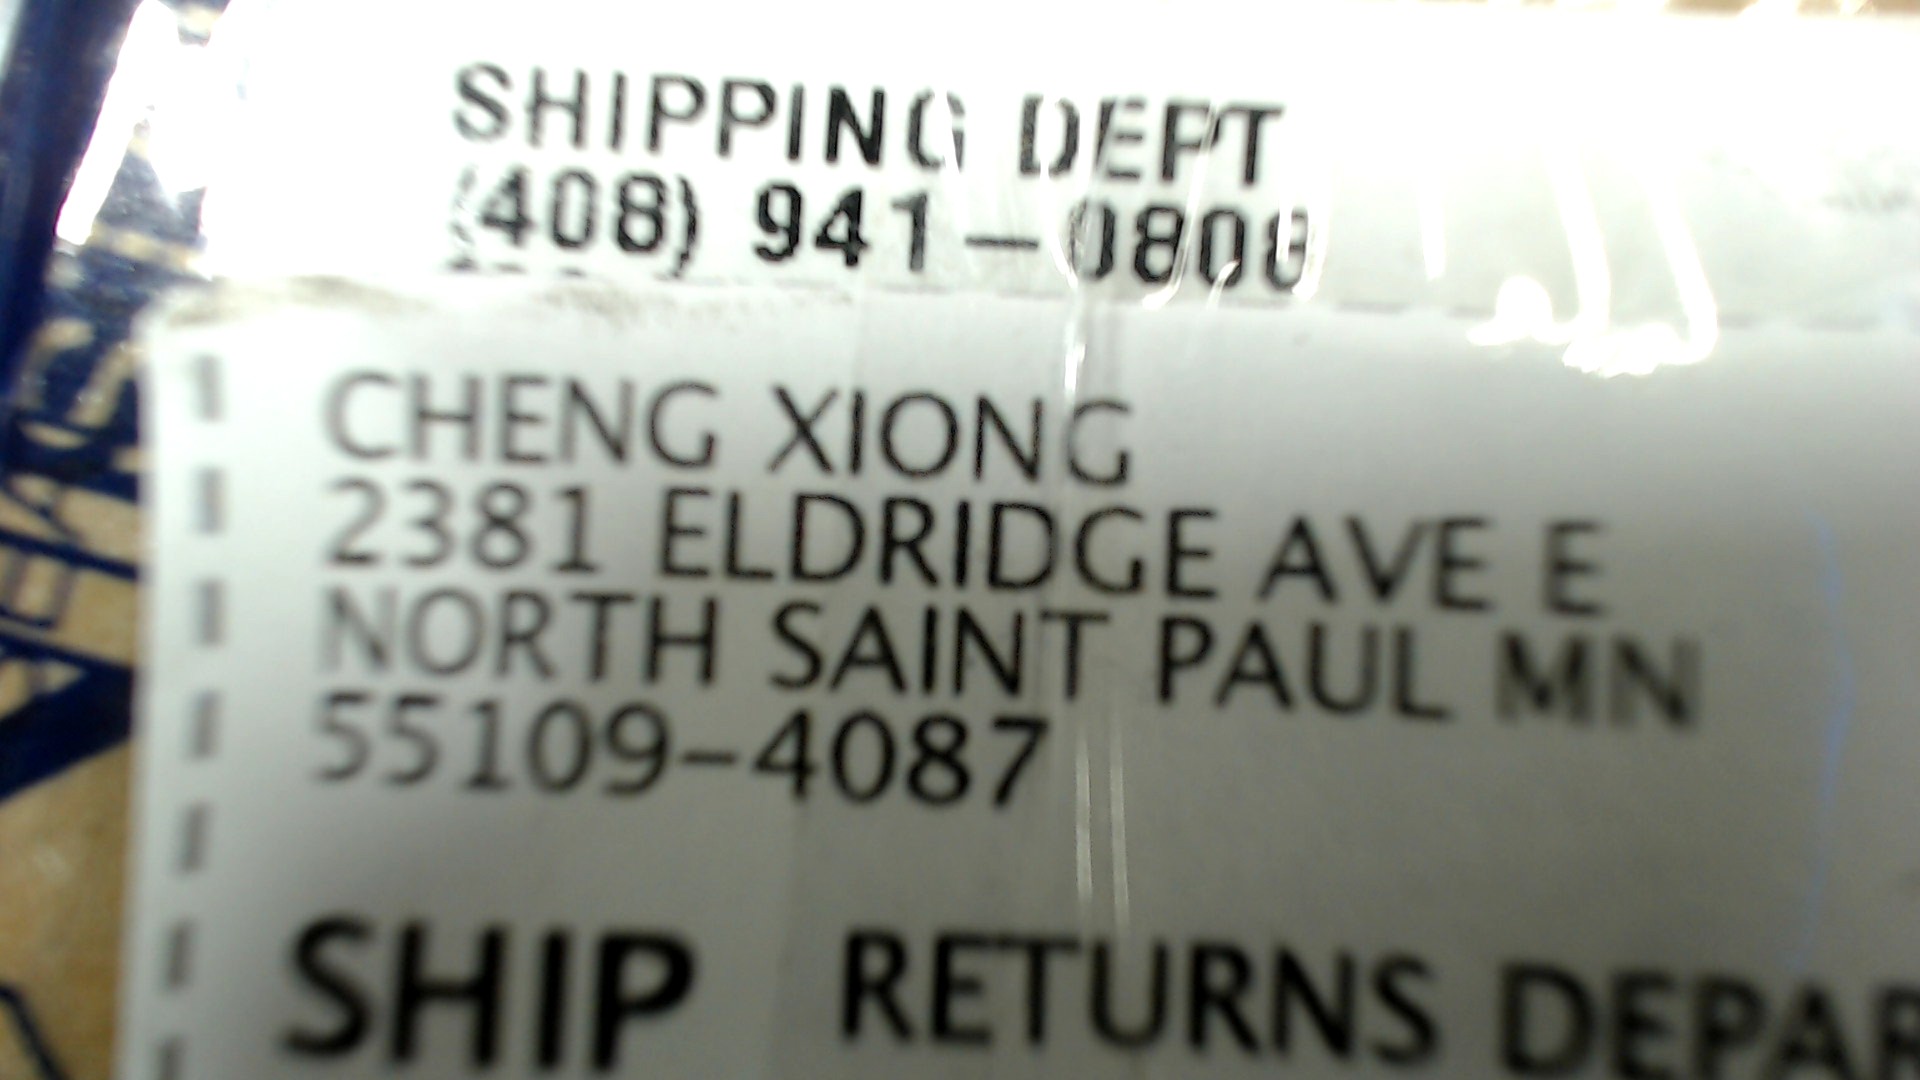 SHIPPING DEPT
(408) 941-0808
CHENG XIONG
2381 ELDRIDGE AVE E
NORTH SAINT PAUL MN
55109-4087
SHIP RETURNS DEPAR